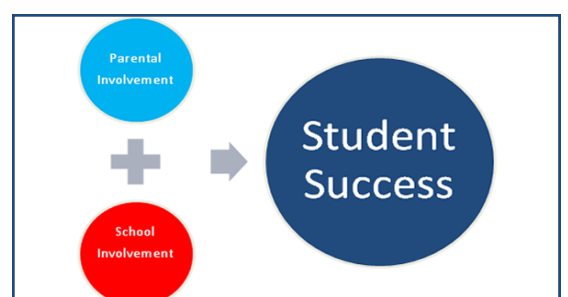 Parental
Involvement
Student
Success
School
Involvement